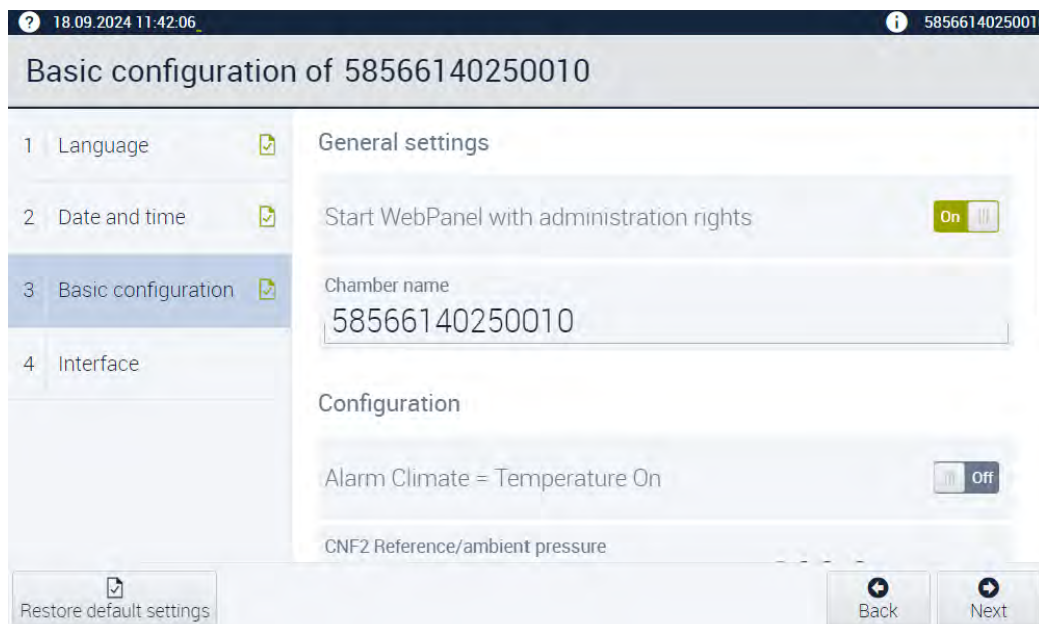 18.09.2024 11:42:06_
5856614025001
Basic configuration of 58566140250010
1 Language
2 Date and time
3 Basic configuration
4 Interface
General settings
Start WebPanel with administration rights
On
Chamber name
58566140250010
Configuration
Alarm Climate = Temperature On
Off
CNF2 Reference/ambient pressure
Restore default settings
Back
Next